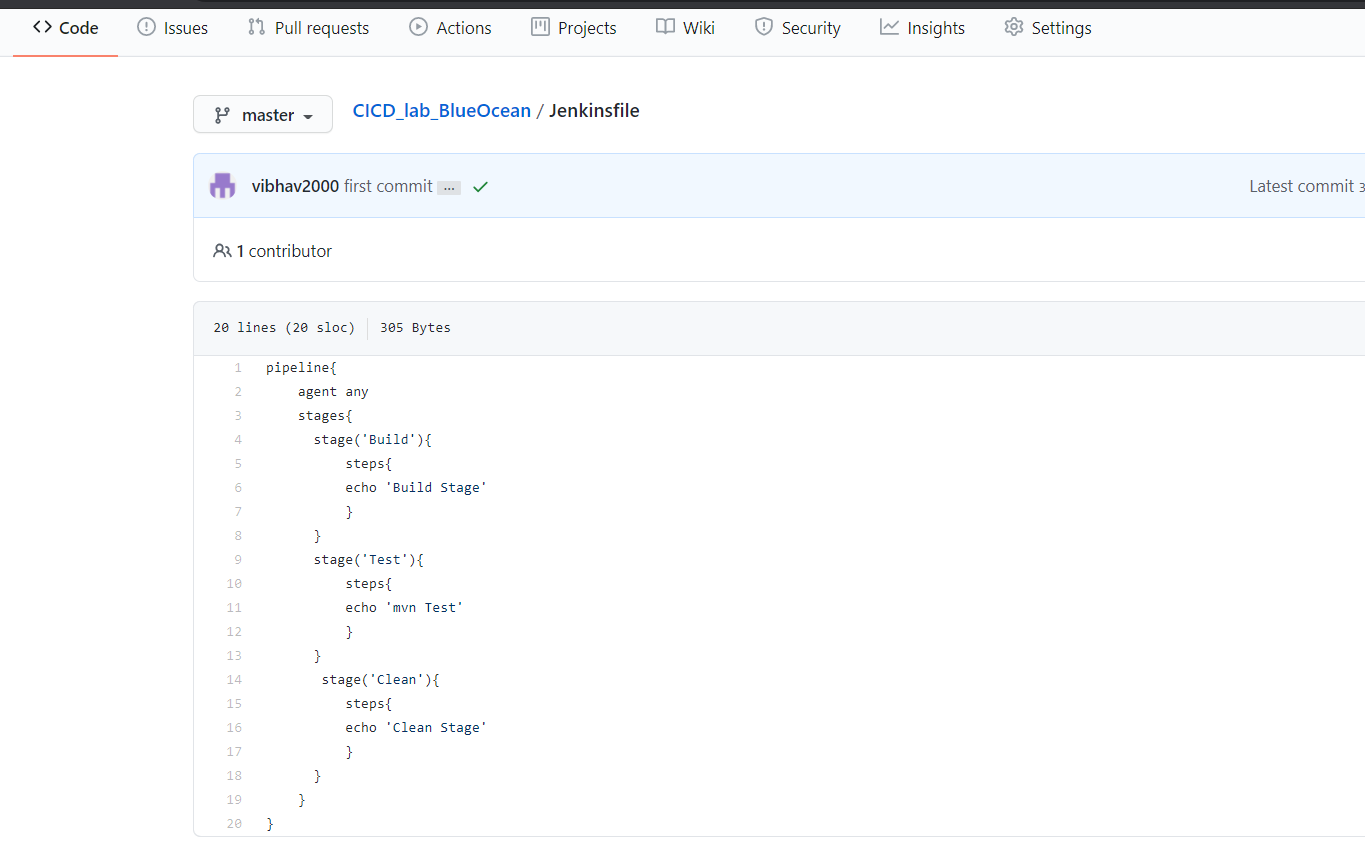 Code Issues Pull requests Actions Projects Wiki Security Insights Settings
master CICD_lab_BlueOcean / Jenkinsfile
vibhav2000 first commit ... Latest commit 3
1 contributor
20 lines (20 sloc) 305 Bytes
1 pipeline{
2     agent any
3     stages{
4       stage('Build'){
5           steps{
6           echo 'Build Stage'
7           }
8       }
9       stage('Test'){
10           steps{
11           echo 'mvn Test'
12           }
13       }
14        stage('Clean'){
15           steps{
16           echo 'Clean Stage'
17           }
18       }
19     }
20 }